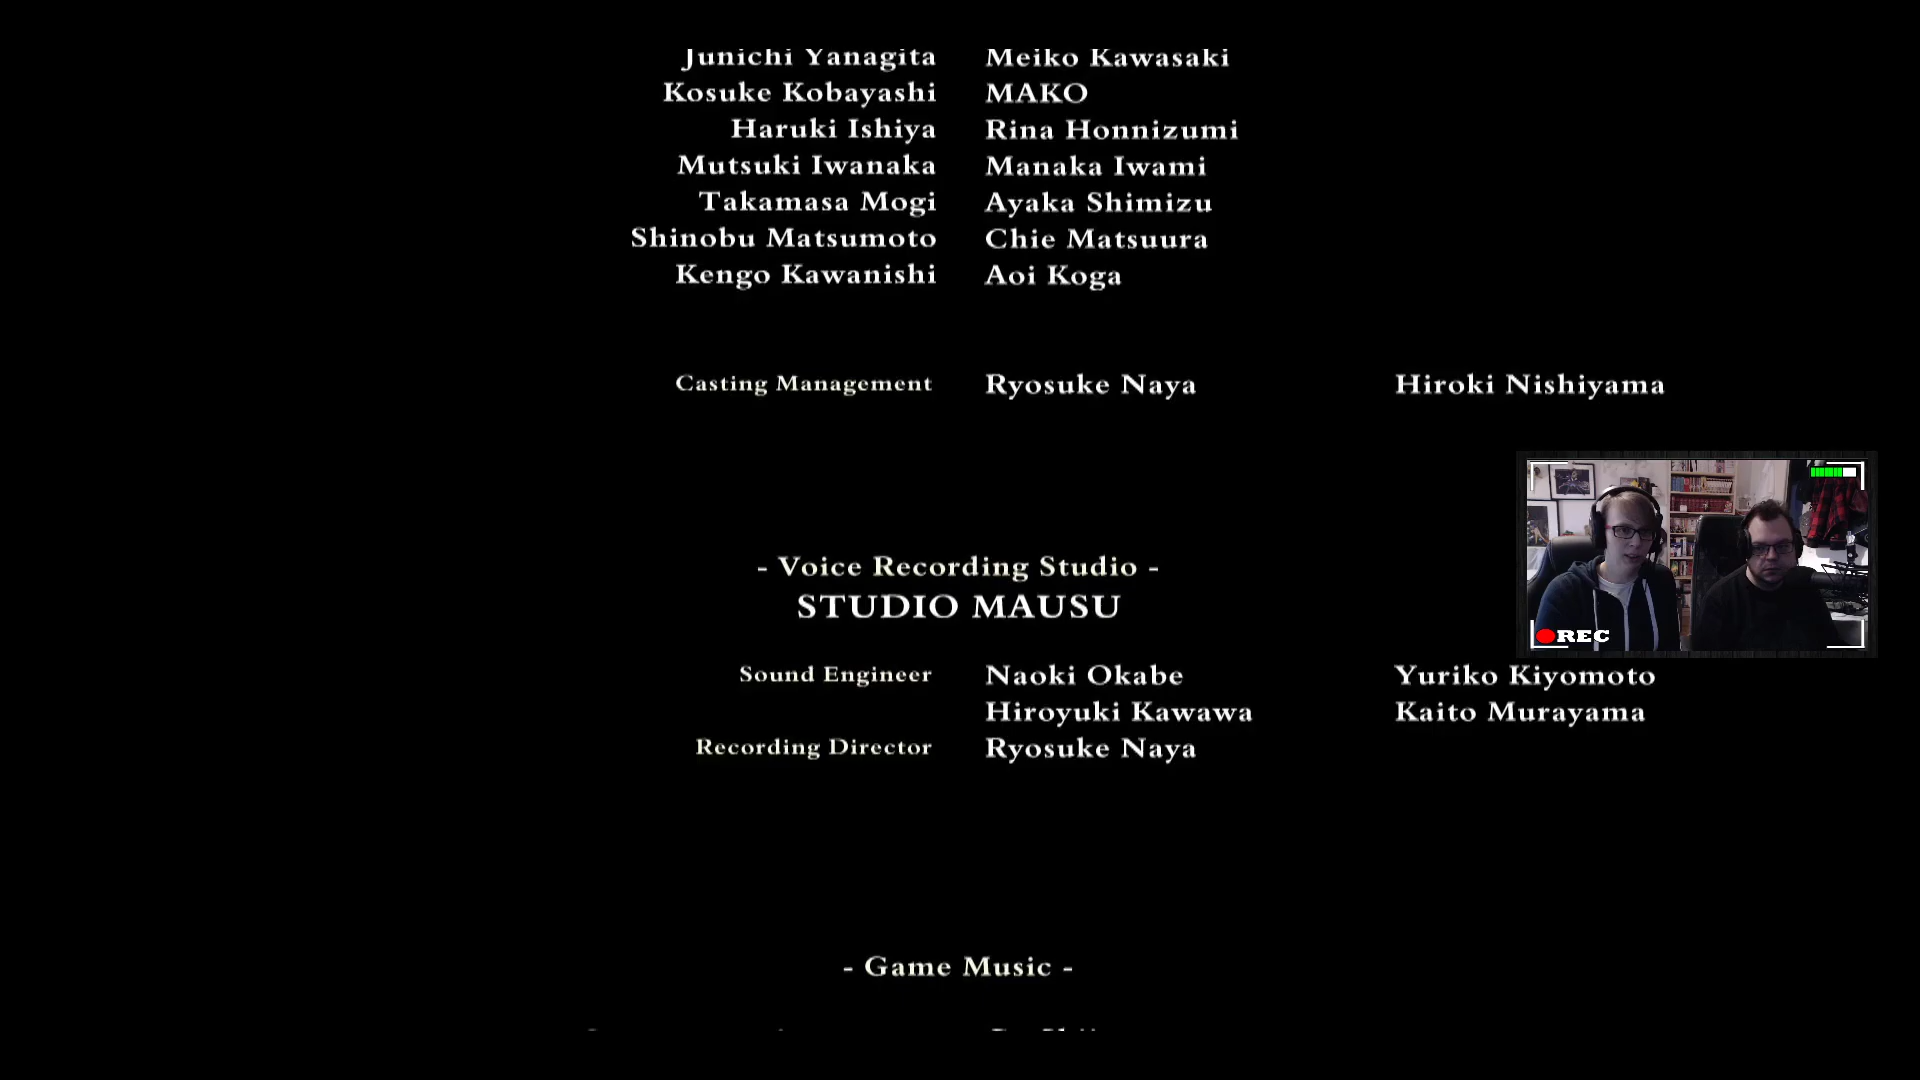 Junichi Yanagita Meiko Kawasaki
Kosuke Kobayashi MAKO
Haruki Ishiya Rina Honnizumi
Mutsuki Iwanaka Manaka Iwami
Takamasa Mogi Ayaka Shimizu
Shinobu Matsumoto Chie Matsuura
Kengo Kawanishi Aoi Koga
Casting Management Ryosuke Naya Hiroki Nishiyama
- Voice Recording Studio -
STUDIO MAUSU
REC
Sound Engineer Naoki Okabe Yuriko Kiyomoto
Hiroyuki Kawawa Kaito Murayama
Recording Director Ryosuke Naya
- Game Music -